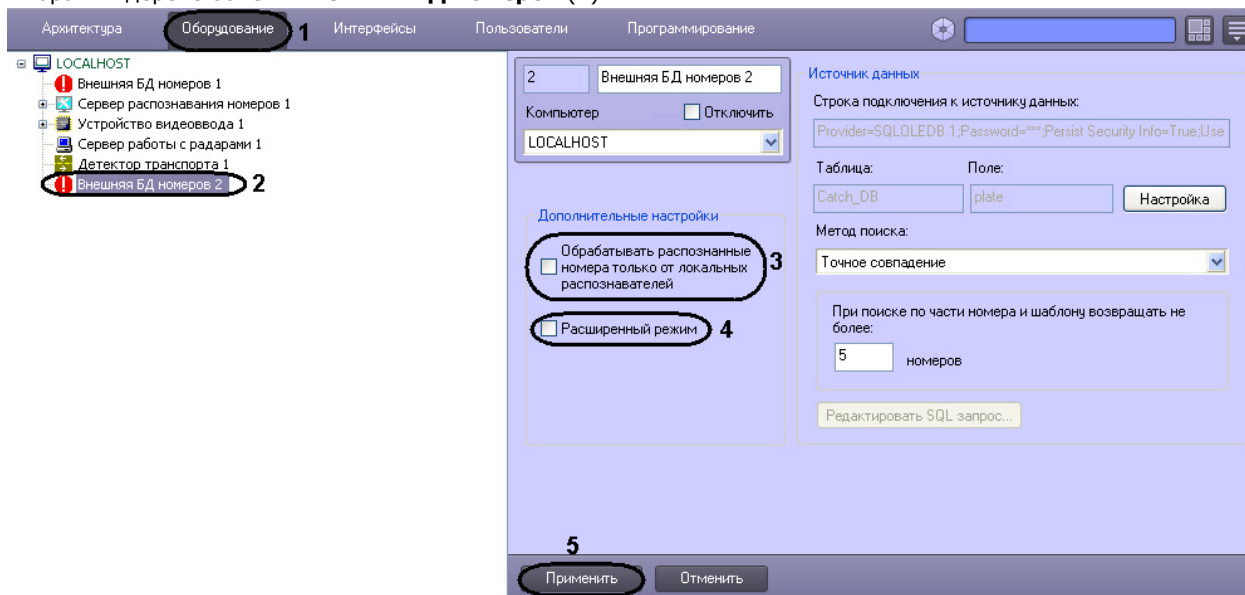 Архитектура Оборудование 1 Интерфейсы Пользователи Программирование
LOCALHOST
Внешняя БД номеров 1
Сервер распознавания номеров 1
Устройство видеоввода 1
Сервер работы с радарами 1
Детектор транспорта 1
Внешняя БД номеров 2 2
2 Внешняя БД номеров 2
Компьютер Отключить
LOCALHOST
Дополнительные настройки
Обрабатывать распознанные
номера только от локальных 3
распознавателей
Расширенный режим 4
Источник данных
Строка подключения к источнику данных:
Provider=SQLOLEDB.1;Password=***;Persist Security Info=True;Use
Таблица: Поле:
Catch_DB plate Настройка
Метод поиска:
Точное совпадение
При поиске по части номера и шаблону возвращать не
более:
5 номеров
Редактировать SQL запрос...
5
Применить Отменить